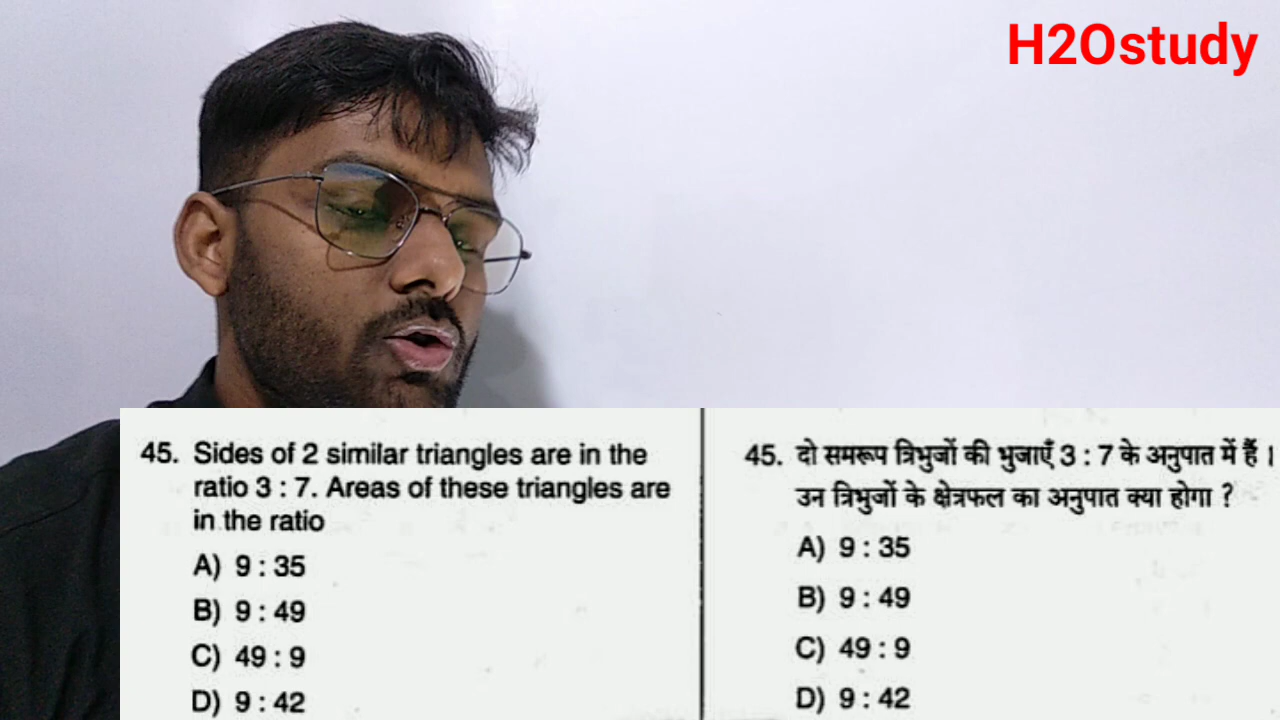 H2Ostudy
45. Sides of 2 similar triangles are in the
ratio 3 : 7. Areas of these triangles are
in the ratio
A) 9 : 35
B) 9 : 49
C) 49 : 9
D) 9 : 42
45. दो समरूप त्रिभुजों की भुजाएँ 3 : 7 के अनुपात में हैं ।
उन त्रिभुजों के क्षेत्रफल का अनुपात क्या होगा ?
A) 9 : 35
B) 9 : 49
C) 49 : 9
D) 9 : 42